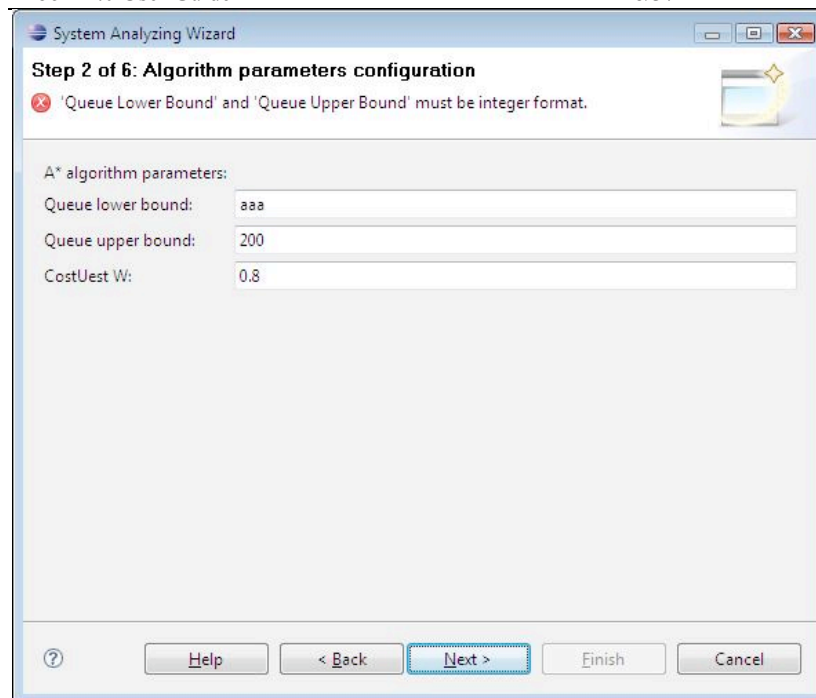 System Analyzing Wizard
Step 2 of 6: Algorithm parameters configuration
'Queue Lower Bound' and 'Queue Upper Bound' must be integer format.
A* algorithm parameters:
Queue lower bound: aaa
Queue upper bound: 200
CostUest W: 0.8
Help < Back Next > Finish Cancel